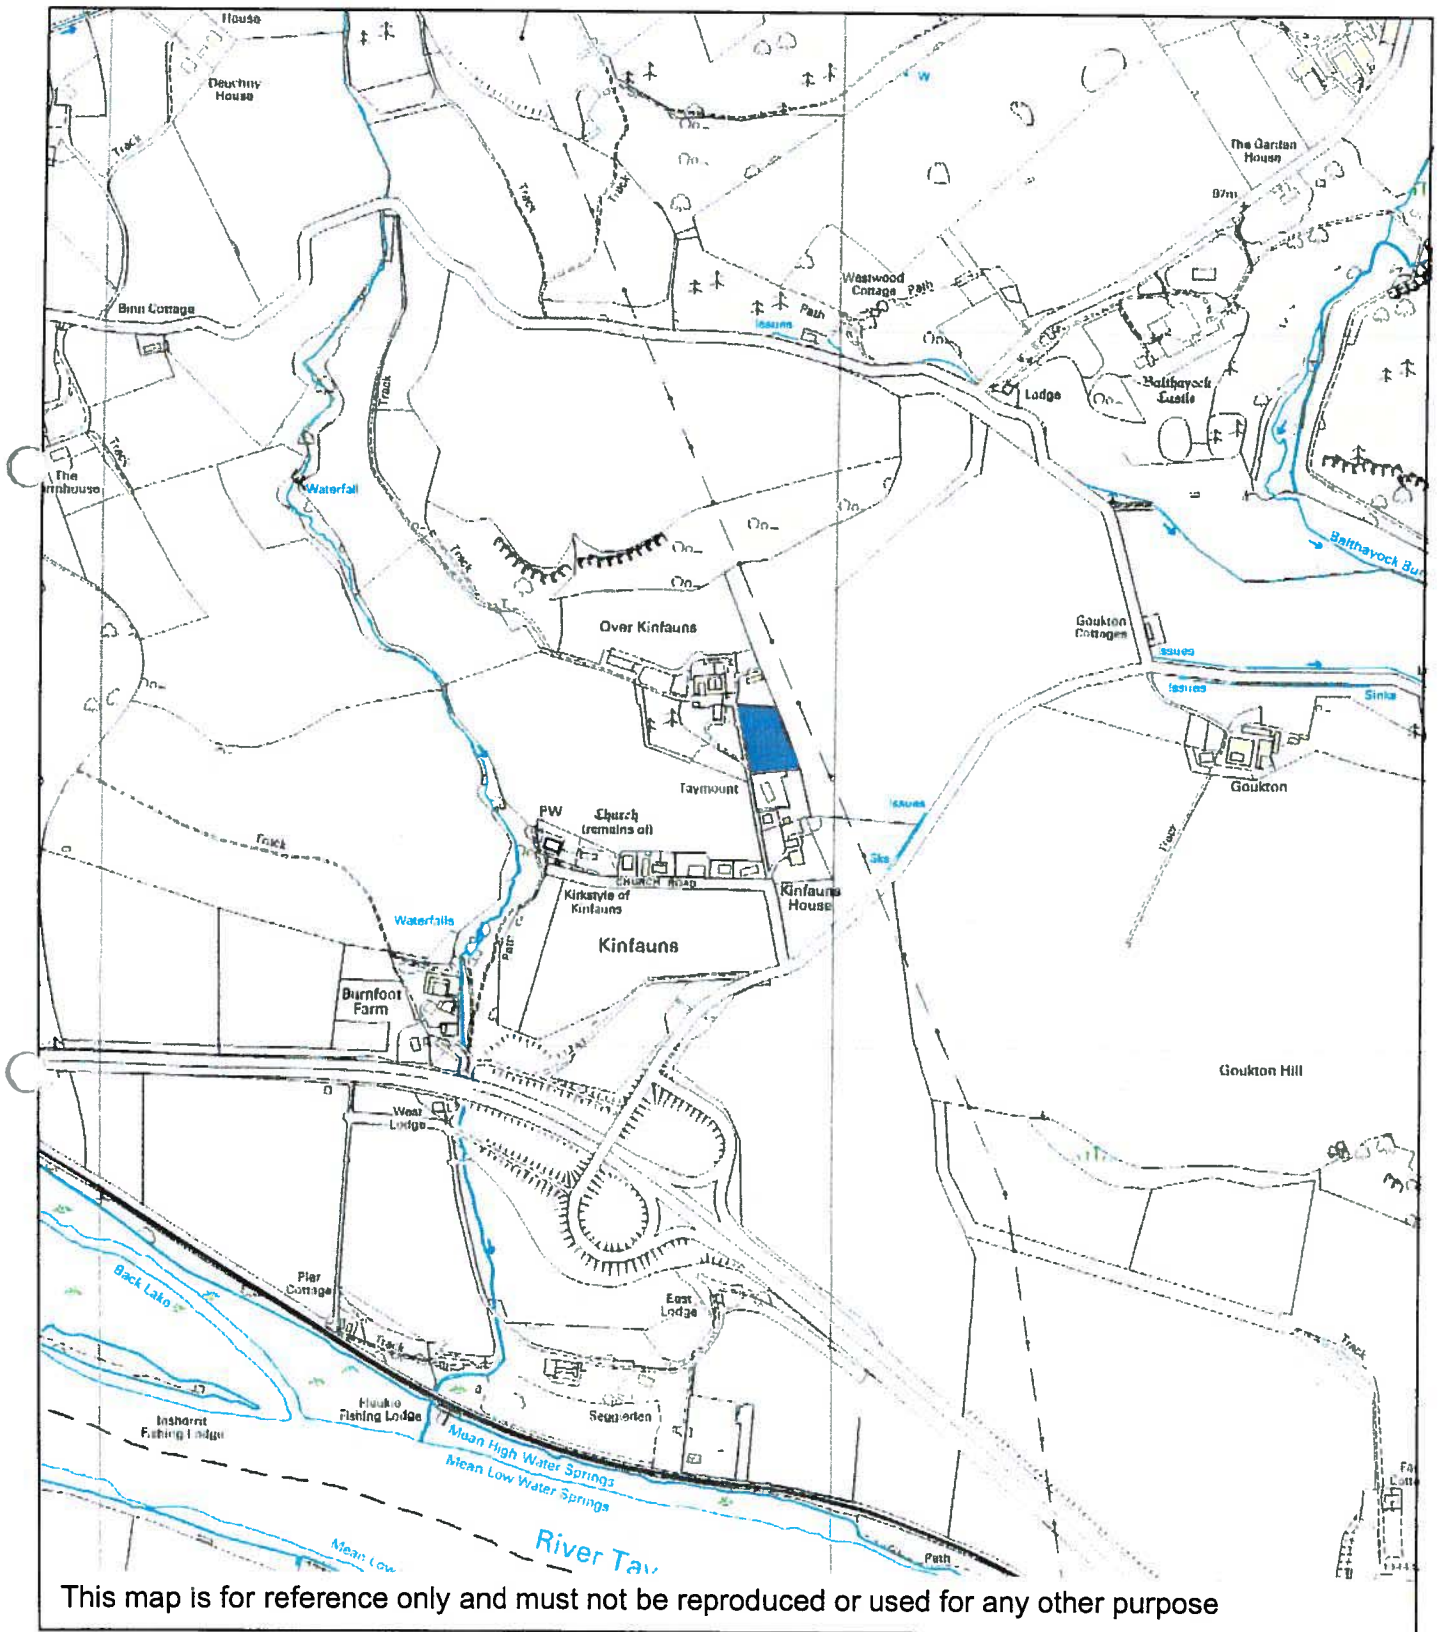 House
Deuchny
House
Track
Track
Track
W
The Garden
House
97m
Westwood
Cottage
Path
Path
Issues
Binn Cottage
Track
Lodge
Balthayock
Castle
Track
The
Waterfall
Track
Balthayock
Over Kinfauns
Goukton
Cottages
Issues
Issues
Sinks
Taymount
Goukton
PW
Church
(remains of)
Issues
Track
Track
Sks
CHURCH ROAD
Kirkstyle of
Kinfauns
Kinfauns
House
Waterfalls
Path
Kinfauns
Burnfoot
Farm
Goukton Hill
West
Lodge
Back Lake
Pier
Cottage
East
Lodge
Track
Track
Fishing Lodge
Fishing Lodge
Seggieden
Mean High Water Springs
Mean Low Water Springs
Mean Low
River Tay
Path
This map is for reference only and must not be reproduced or used for any other purpose